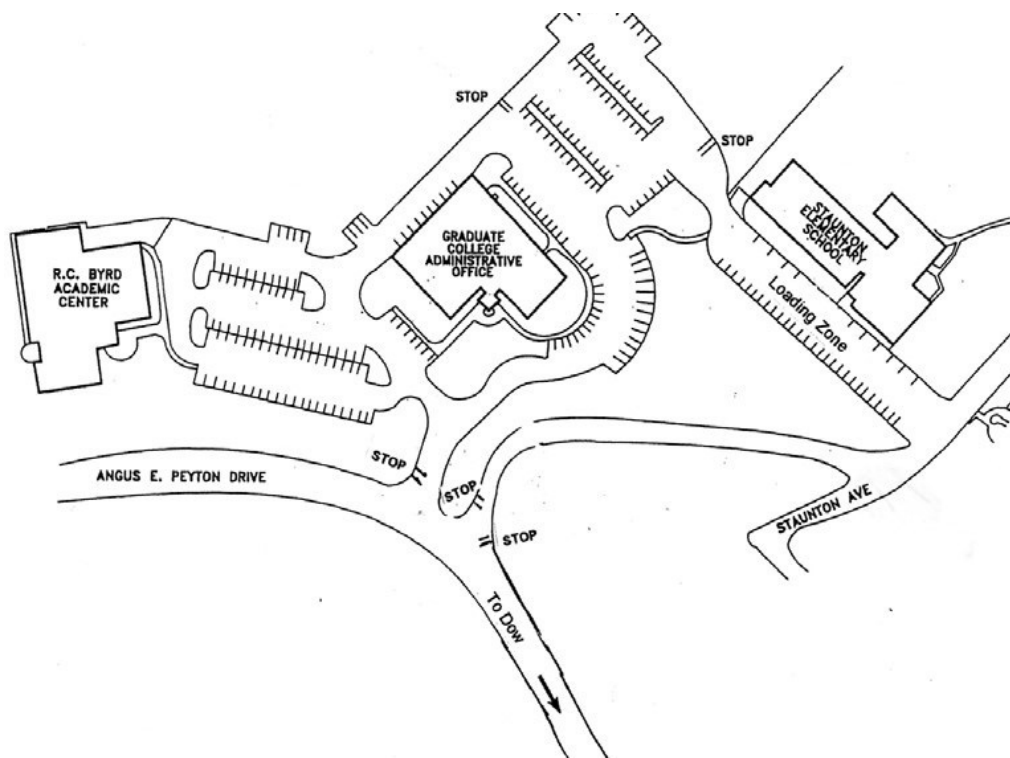 STOP
STOP
STAUNTON
ELEMENTARY
SCHOOL
GRADUATE
COLLEGE
ADMINISTRATIVE
OFFICE
R.C. BYRD
ACADEMIC
CENTER
Loading Zone
STOP
ANGUS E. PEYTON DRIVE
STOP
STAUNTON AVE
STOP
To Dow